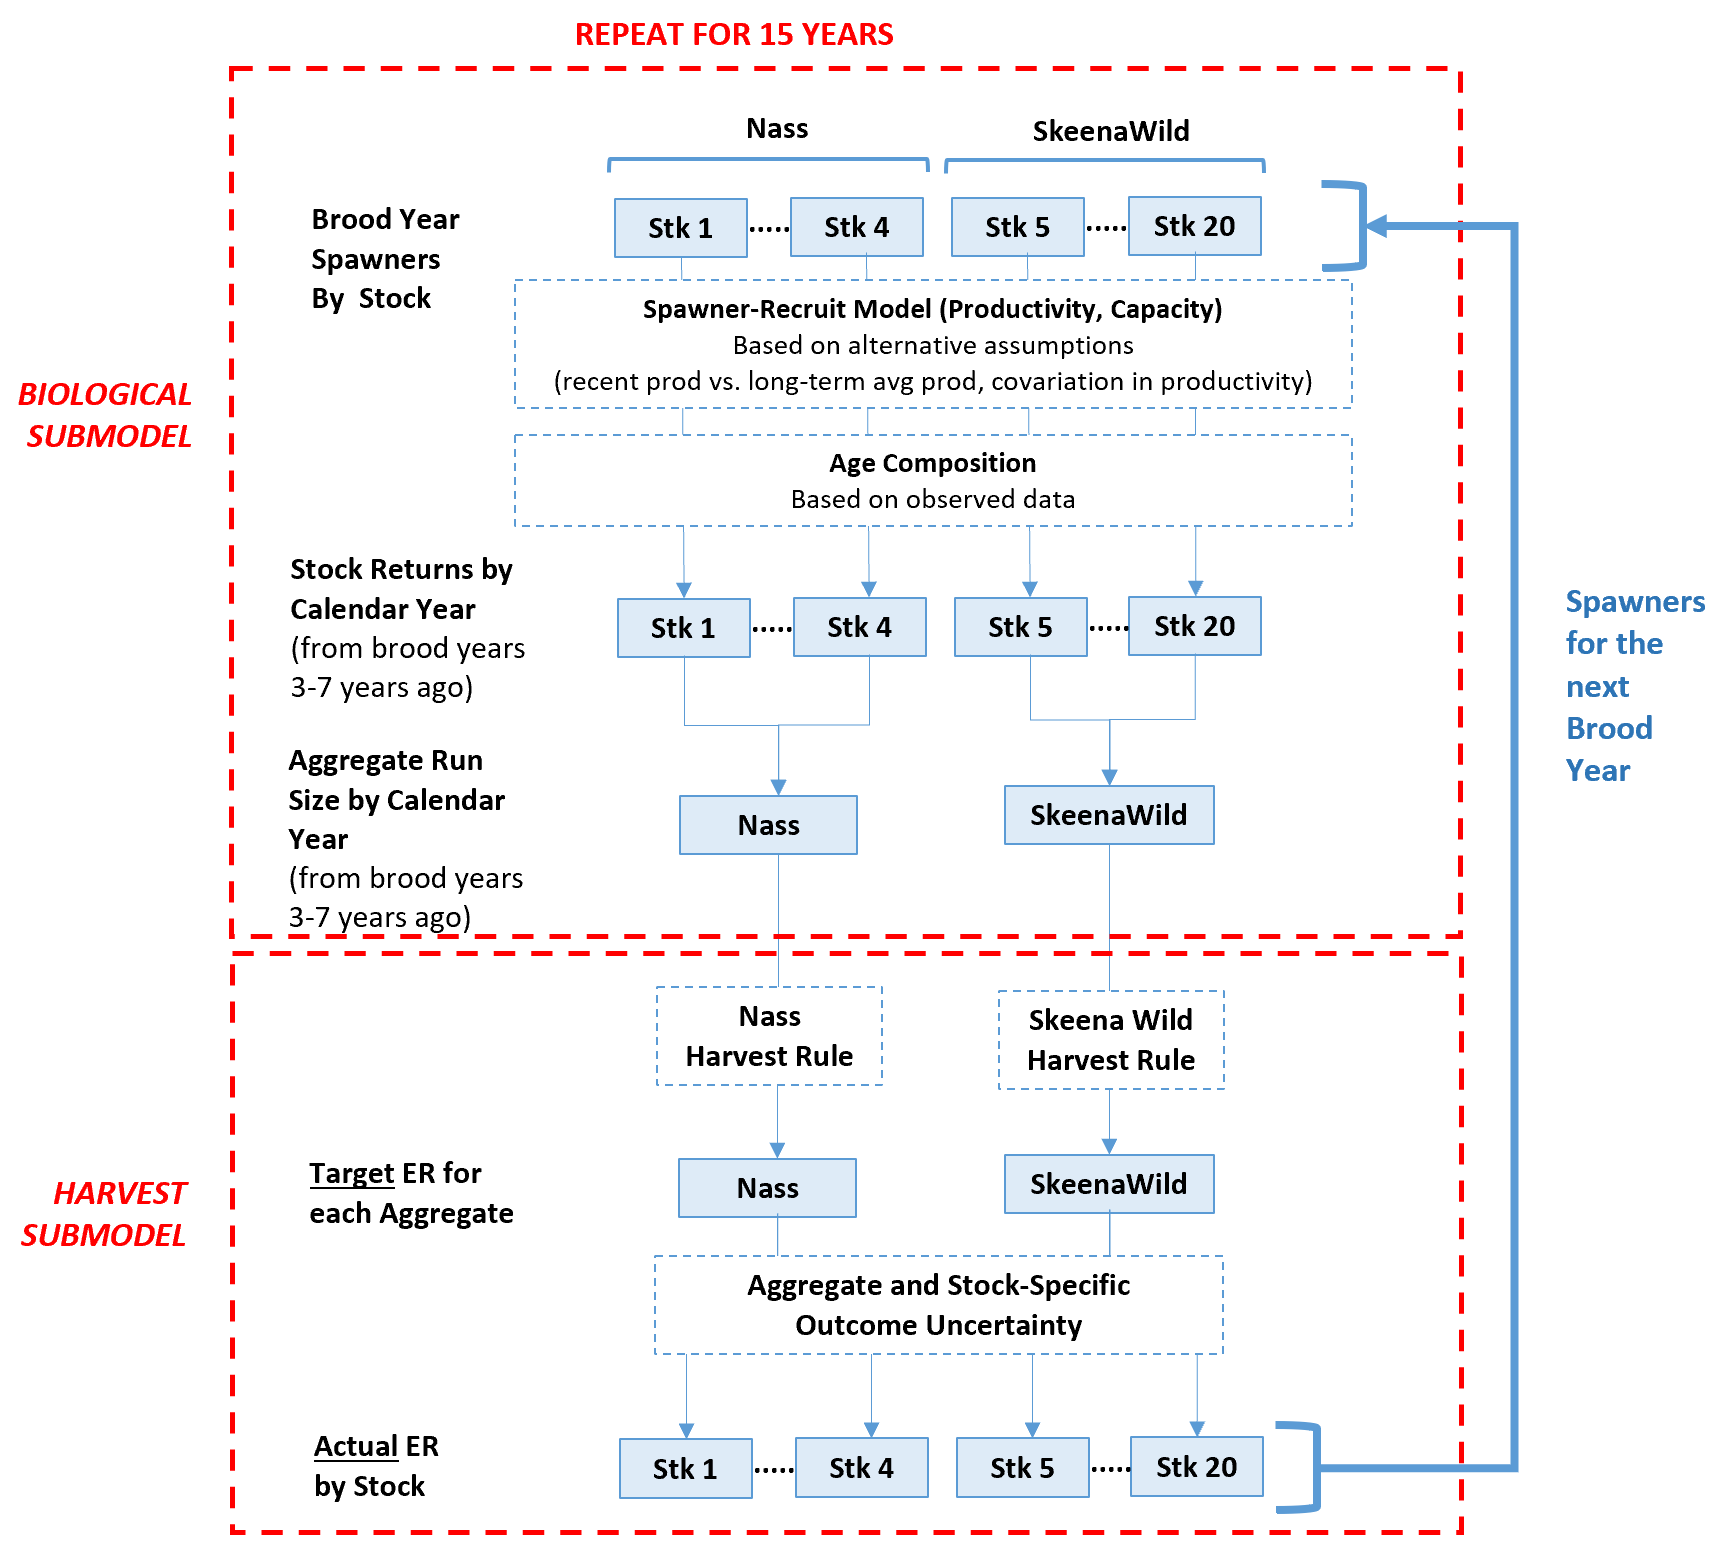 REPEAT FOR 15 YEARS
Nass
SkeenaWild
Brood Year
Spawners
By Stock
Stk 1
Stk 4
Stk 5
Stk 20
Spawner-Recruit Model (Productivity, Capacity)
Based on alternative assumptions
(recent prod vs. long-term avg prod, covariation in productivity)
BIOLOGICAL
SUBMODEL
Age Composition
Based on observed data
Stock Returns by
Calendar Year
(from brood years
3-7 years ago)
Stk 1
Stk 4
Stk 5
Stk 20
Spawners
for the
next
Brood
Year
Aggregate Run
Size by Calendar
Year
(from brood years
3-7 years ago)
Nass
SkeenaWild
Nass
Harvest Rule
Skeena Wild
Harvest Rule
HARVEST
SUBMODEL
Target ER for
each Aggregate
Nass
SkeenaWild
Aggregate and Stock-Specific
Outcome Uncertainty
Actual ER
by Stock
Stk 1
Stk 4
Stk 5
Stk 20